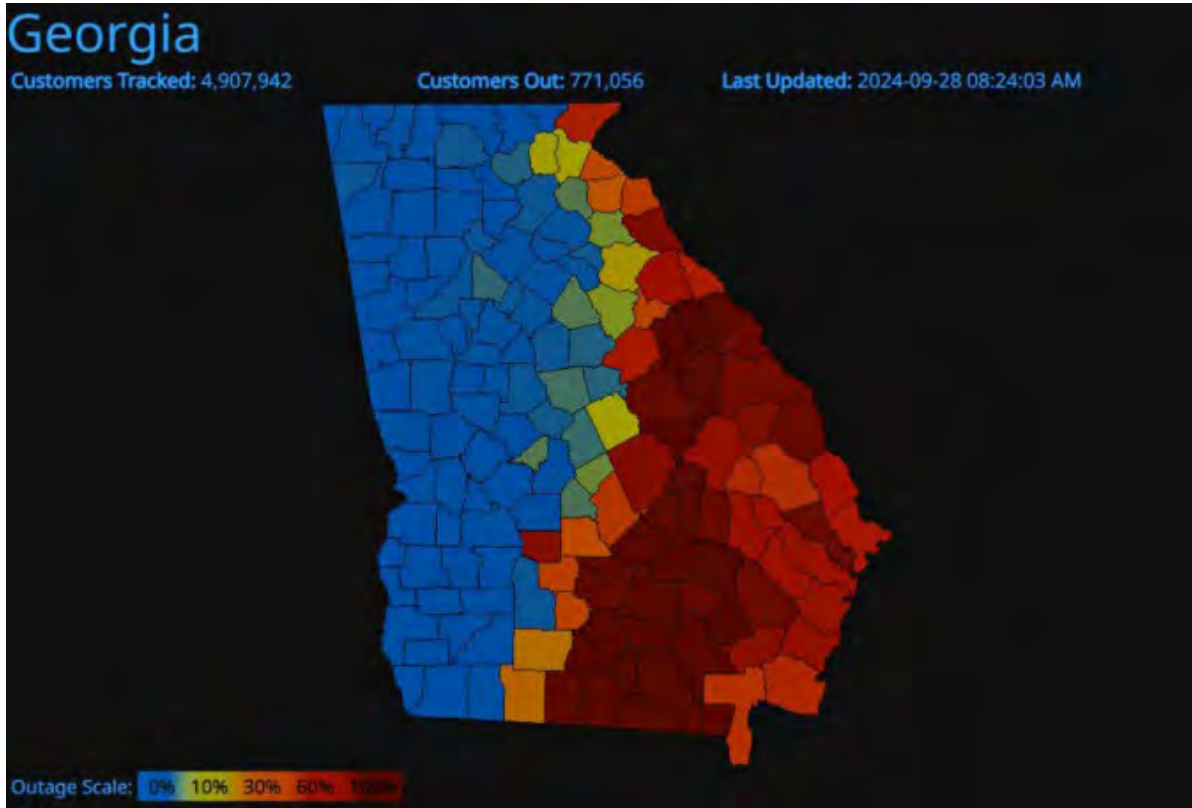 Georgia
Customers Tracked: 4,907,942 Customers Out: 771,056 Last Updated: 2024-09-28 08:24:03 AM
Outage Scale: 0% 10% 30% 60% 100%